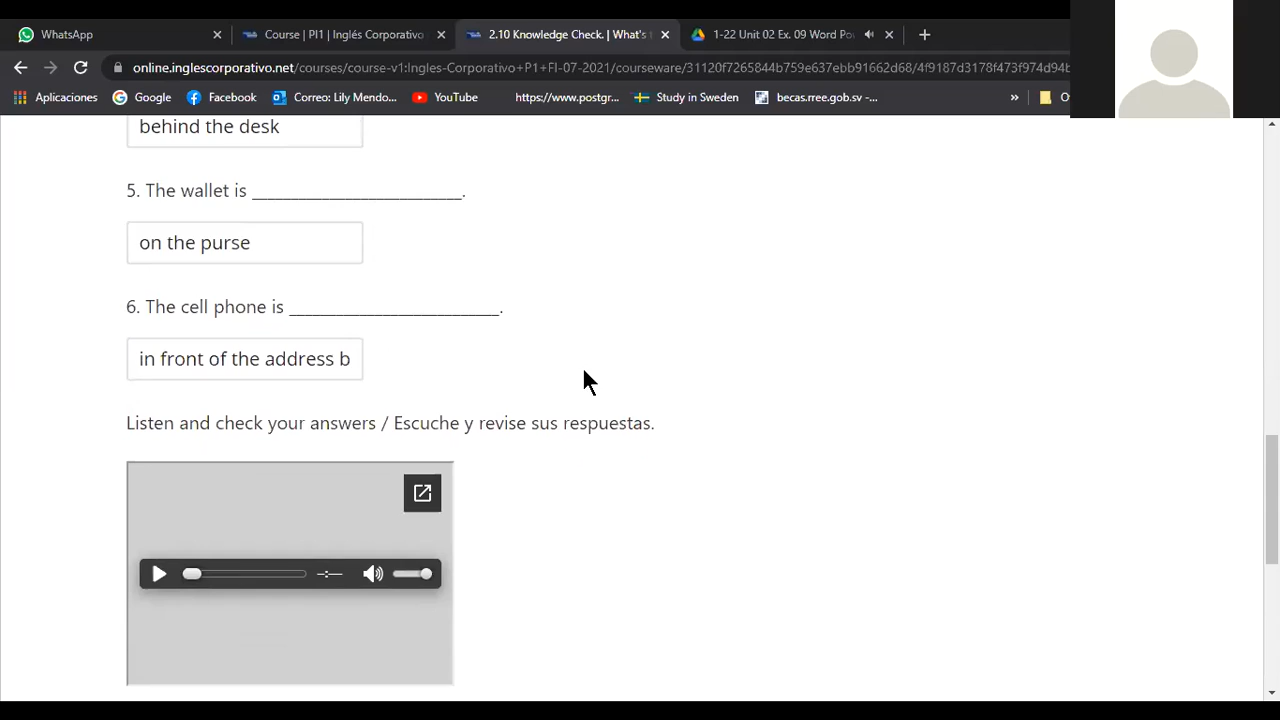 WhatsApp
Course | PI1 | Inglés Corporativo
2.10 Knowledge Check. | What's
1-22 Unit 02 Ex. 09 Word Po
online.inglescorporativo.net/courses/course-v1:Ingles-Corporativo+P1+FI-07-2021/courseware/31120f7265844b759e637ebb91662d68/4f9187d3178f473f974d94b
Aplicaciones
Google
Facebook
Correo: Lily Mendo...
YouTube
https://www.postgr...
Study in Sweden
becas.rree.gob.sv -...
»
behind the desk
5. The wallet is ________________________.
on the purse
6. The cell phone is ________________________.
in front of the address b
Listen and check your answers / Escuche y revise sus respuestas.
--:--